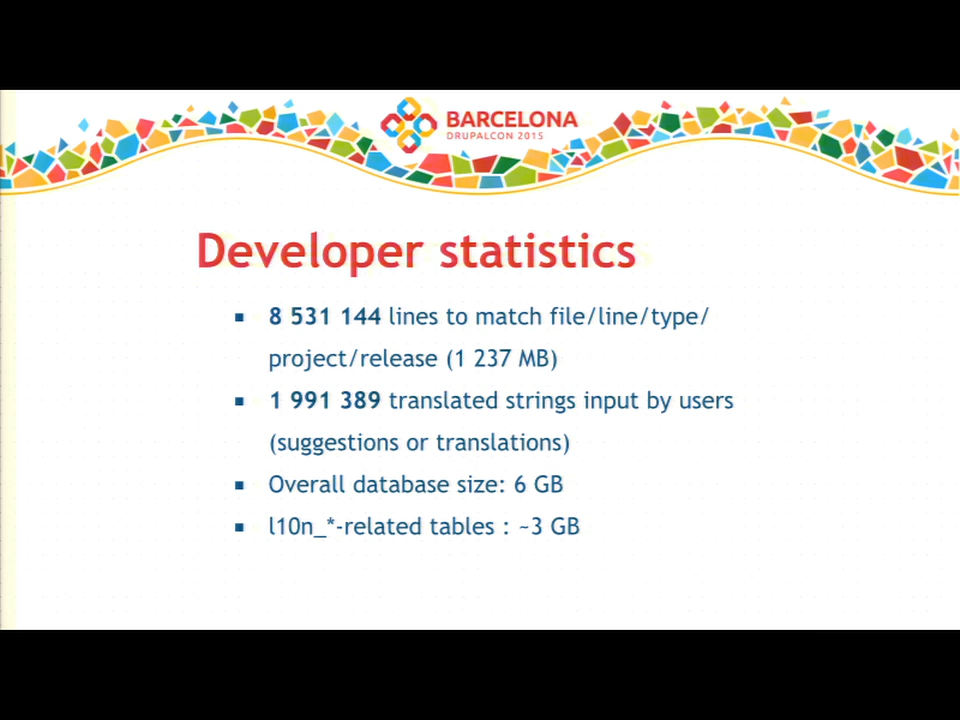 BARCELONA
DRUPALCON 2015
Developer statistics
▪ 8 531 144 lines to match file/line/type/
project/release (1 237 MB)
▪ 1 991 389 translated strings input by users
(suggestions or translations)
▪ Overall database size: 6 GB
▪ l10n_*-related tables : ~3 GB